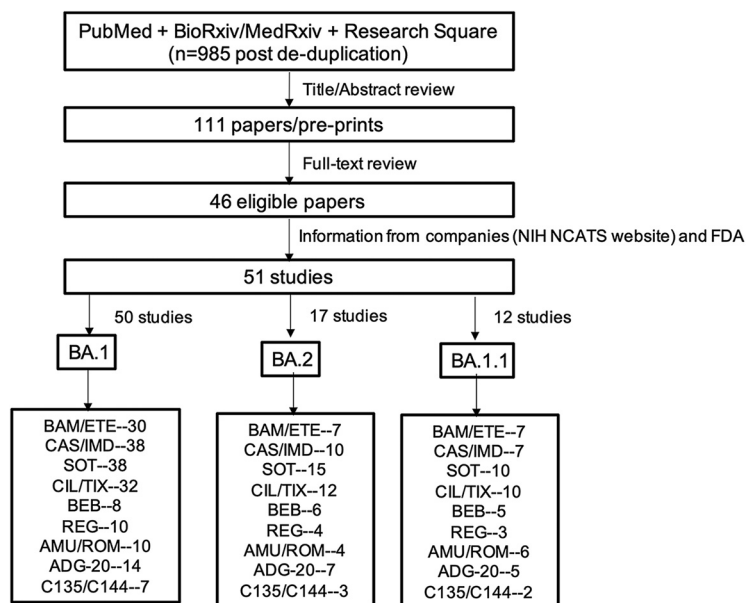 PubMed + BioRxiv/MedRxiv + Research Square
(n=985 post de-duplication)
Title/Abstract review
111 papers/pre-prints
Full-text review
46 eligible papers
Information from companies (NIH NCATS website) and FDA
51 studies
50 studies
17 studies
12 studies
BA.1
BA.2
BA.1.1
BAM/ETE--30
CAS/IMD--38
SOT--38
CIL/TIX--32
BEB--8
REG--10
AMU/ROM--10
ADG-20--14
C135/C144--7
BAM/ETE--7
CAS/IMD--10
SOT--15
CIL/TIX--12
BEB--6
REG--4
AMU/ROM--4
ADG-20--7
C135/C144--3
BAM/ETE--7
CAS/IMD--7
SOT--10
CIL/TIX--10
BEB--5
REG--3
AMU/ROM--6
ADG-20--5
C135/C144--2